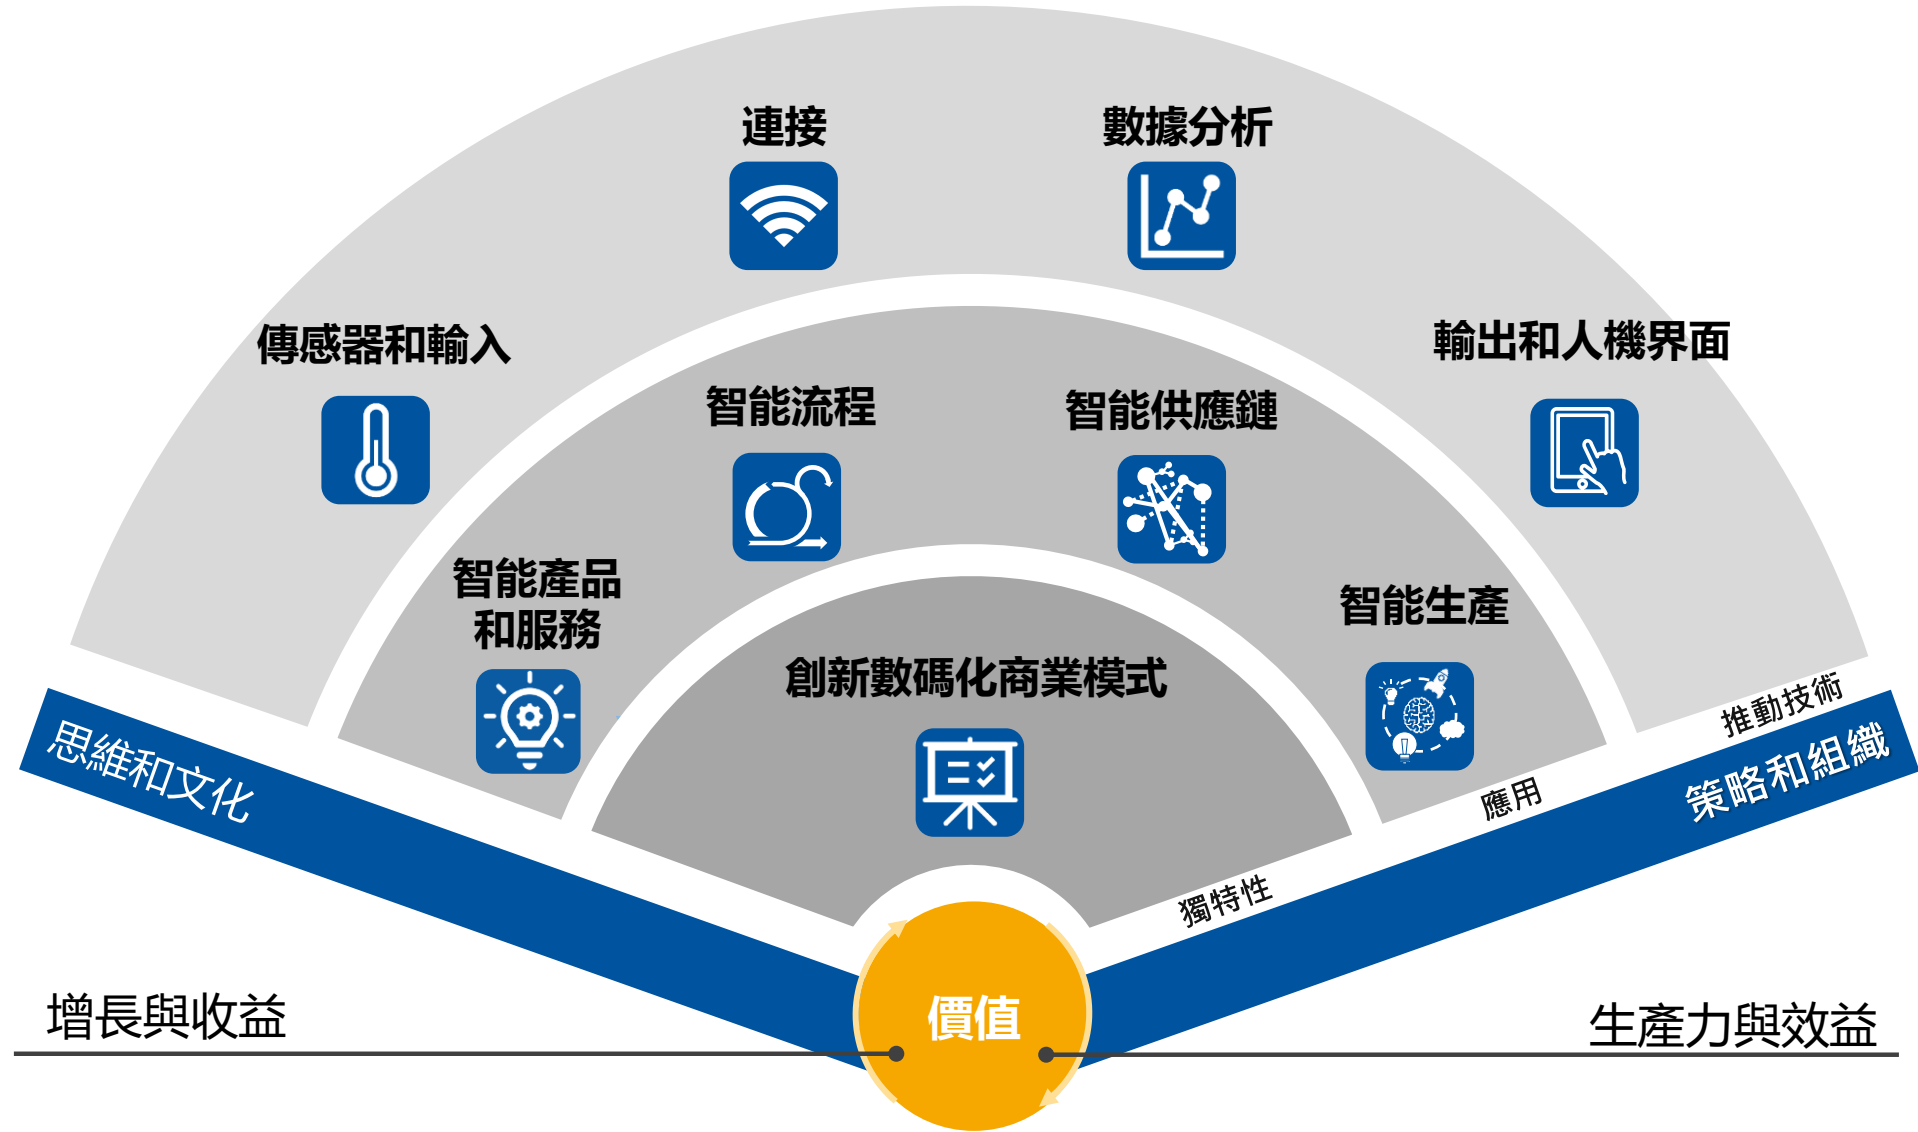 連接
數據分析
傳感器和輸入
輸出和人機界面
智能流程
智能供應鏈
智能產品
和服務
智能生產
創新數碼化商業模式
推動技術
應用
獨特性
思維和文化
策略和組織
價值
增長與收益
生產力與效益